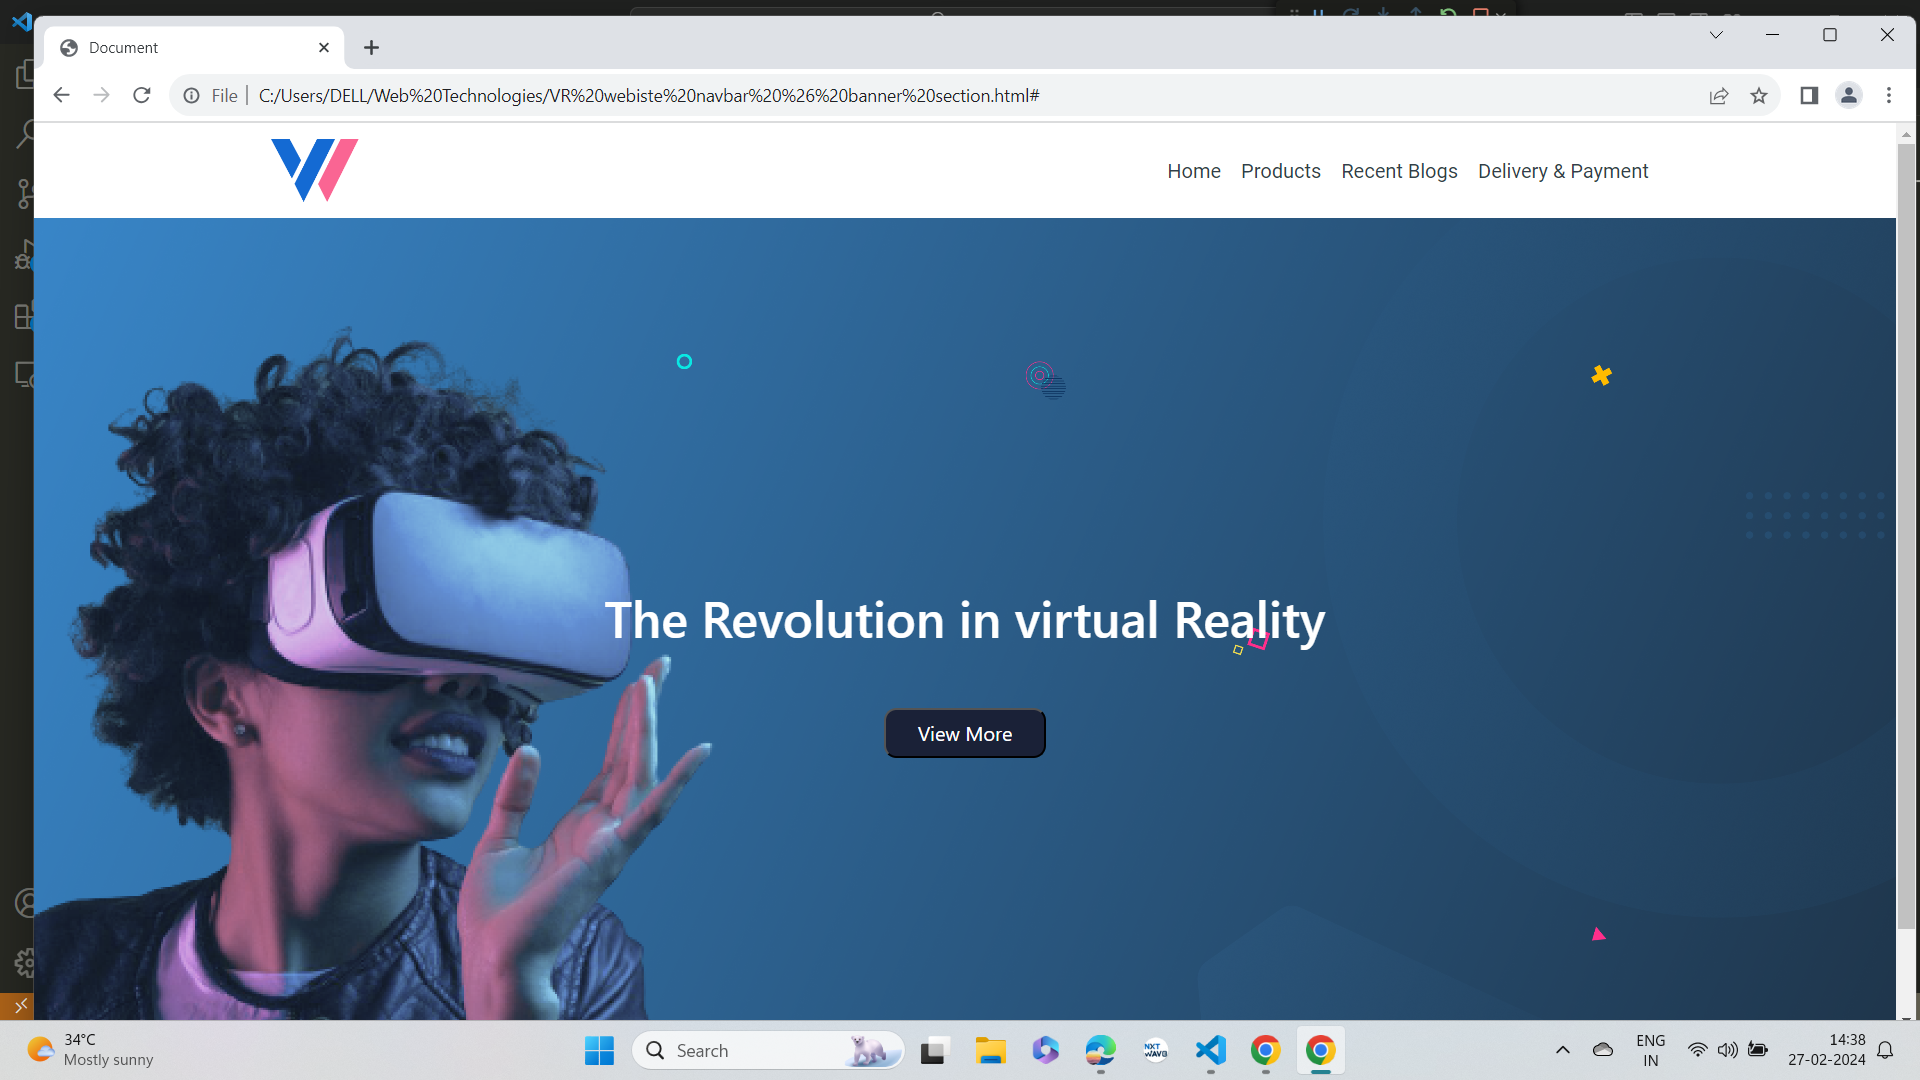 Document
File
C:/Users/DELL/Web%20Technologies/VR%20webiste%20navbar%20%26%20banner%20section.html#
Home Products Recent Blogs Delivery & Payment
The Revolution in virtual Reality
View More
34°C
Mostly sunny
Search
NXT
WAVE
ENG
IN
14:38
27-02-2024